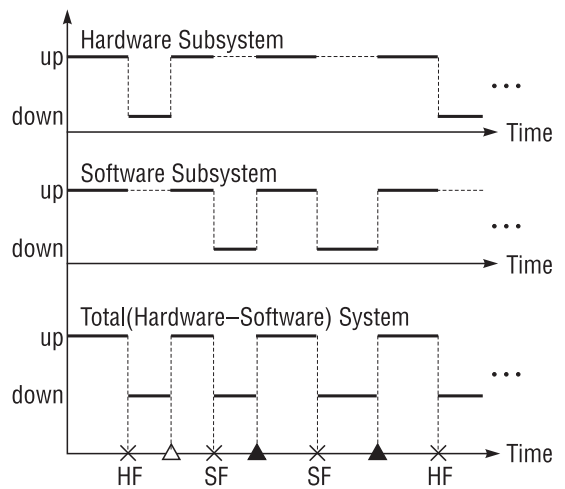 Hardware Subsystem
up
down
...
Time
Software Subsystem
up
down
...
Time
Total(Hardware–Software) System
up
down
...
Time
HF SF SF HF